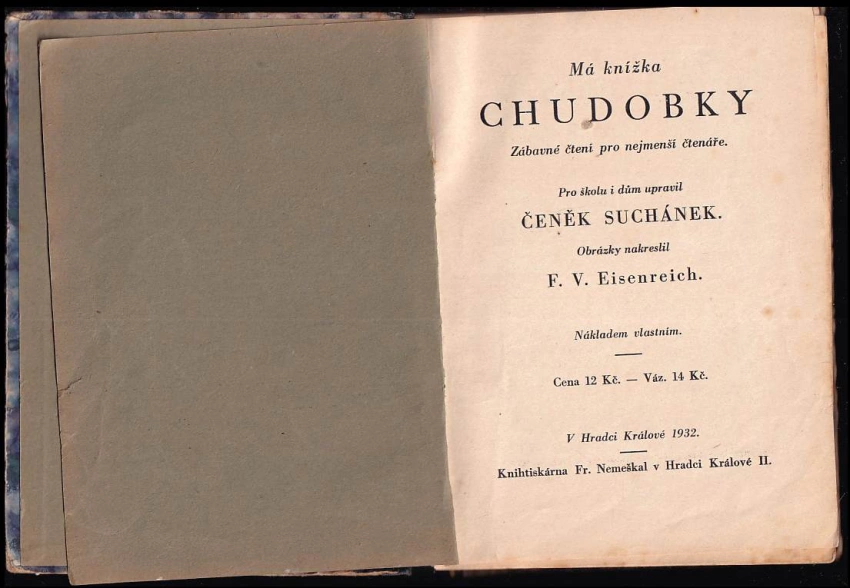 Má knížka
CHUDOBKY
Zábavné čtení pro nejmenší čtenáře.
Pro školu i dům upravil
ČENĚK SUCHÁNEK.
Obrázky nakreslil
F. V. Eisenreich.
Nákladem vlastním.
Cena 12 Kč. — Váz. 14 Kč.
V Hradci Králové 1932.
Knihtiskárna Fr. Nemeškal v Hradci Králové II.